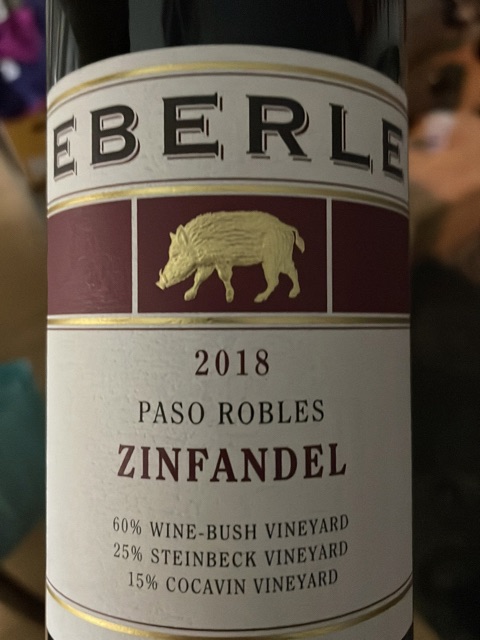 EBERLE
2018
PASO ROBLES
ZINFANDEL
60% WINE-BUSH VINEYARD
25% STEINBECK VINEYARD
15% COCAVIN VINEYARD